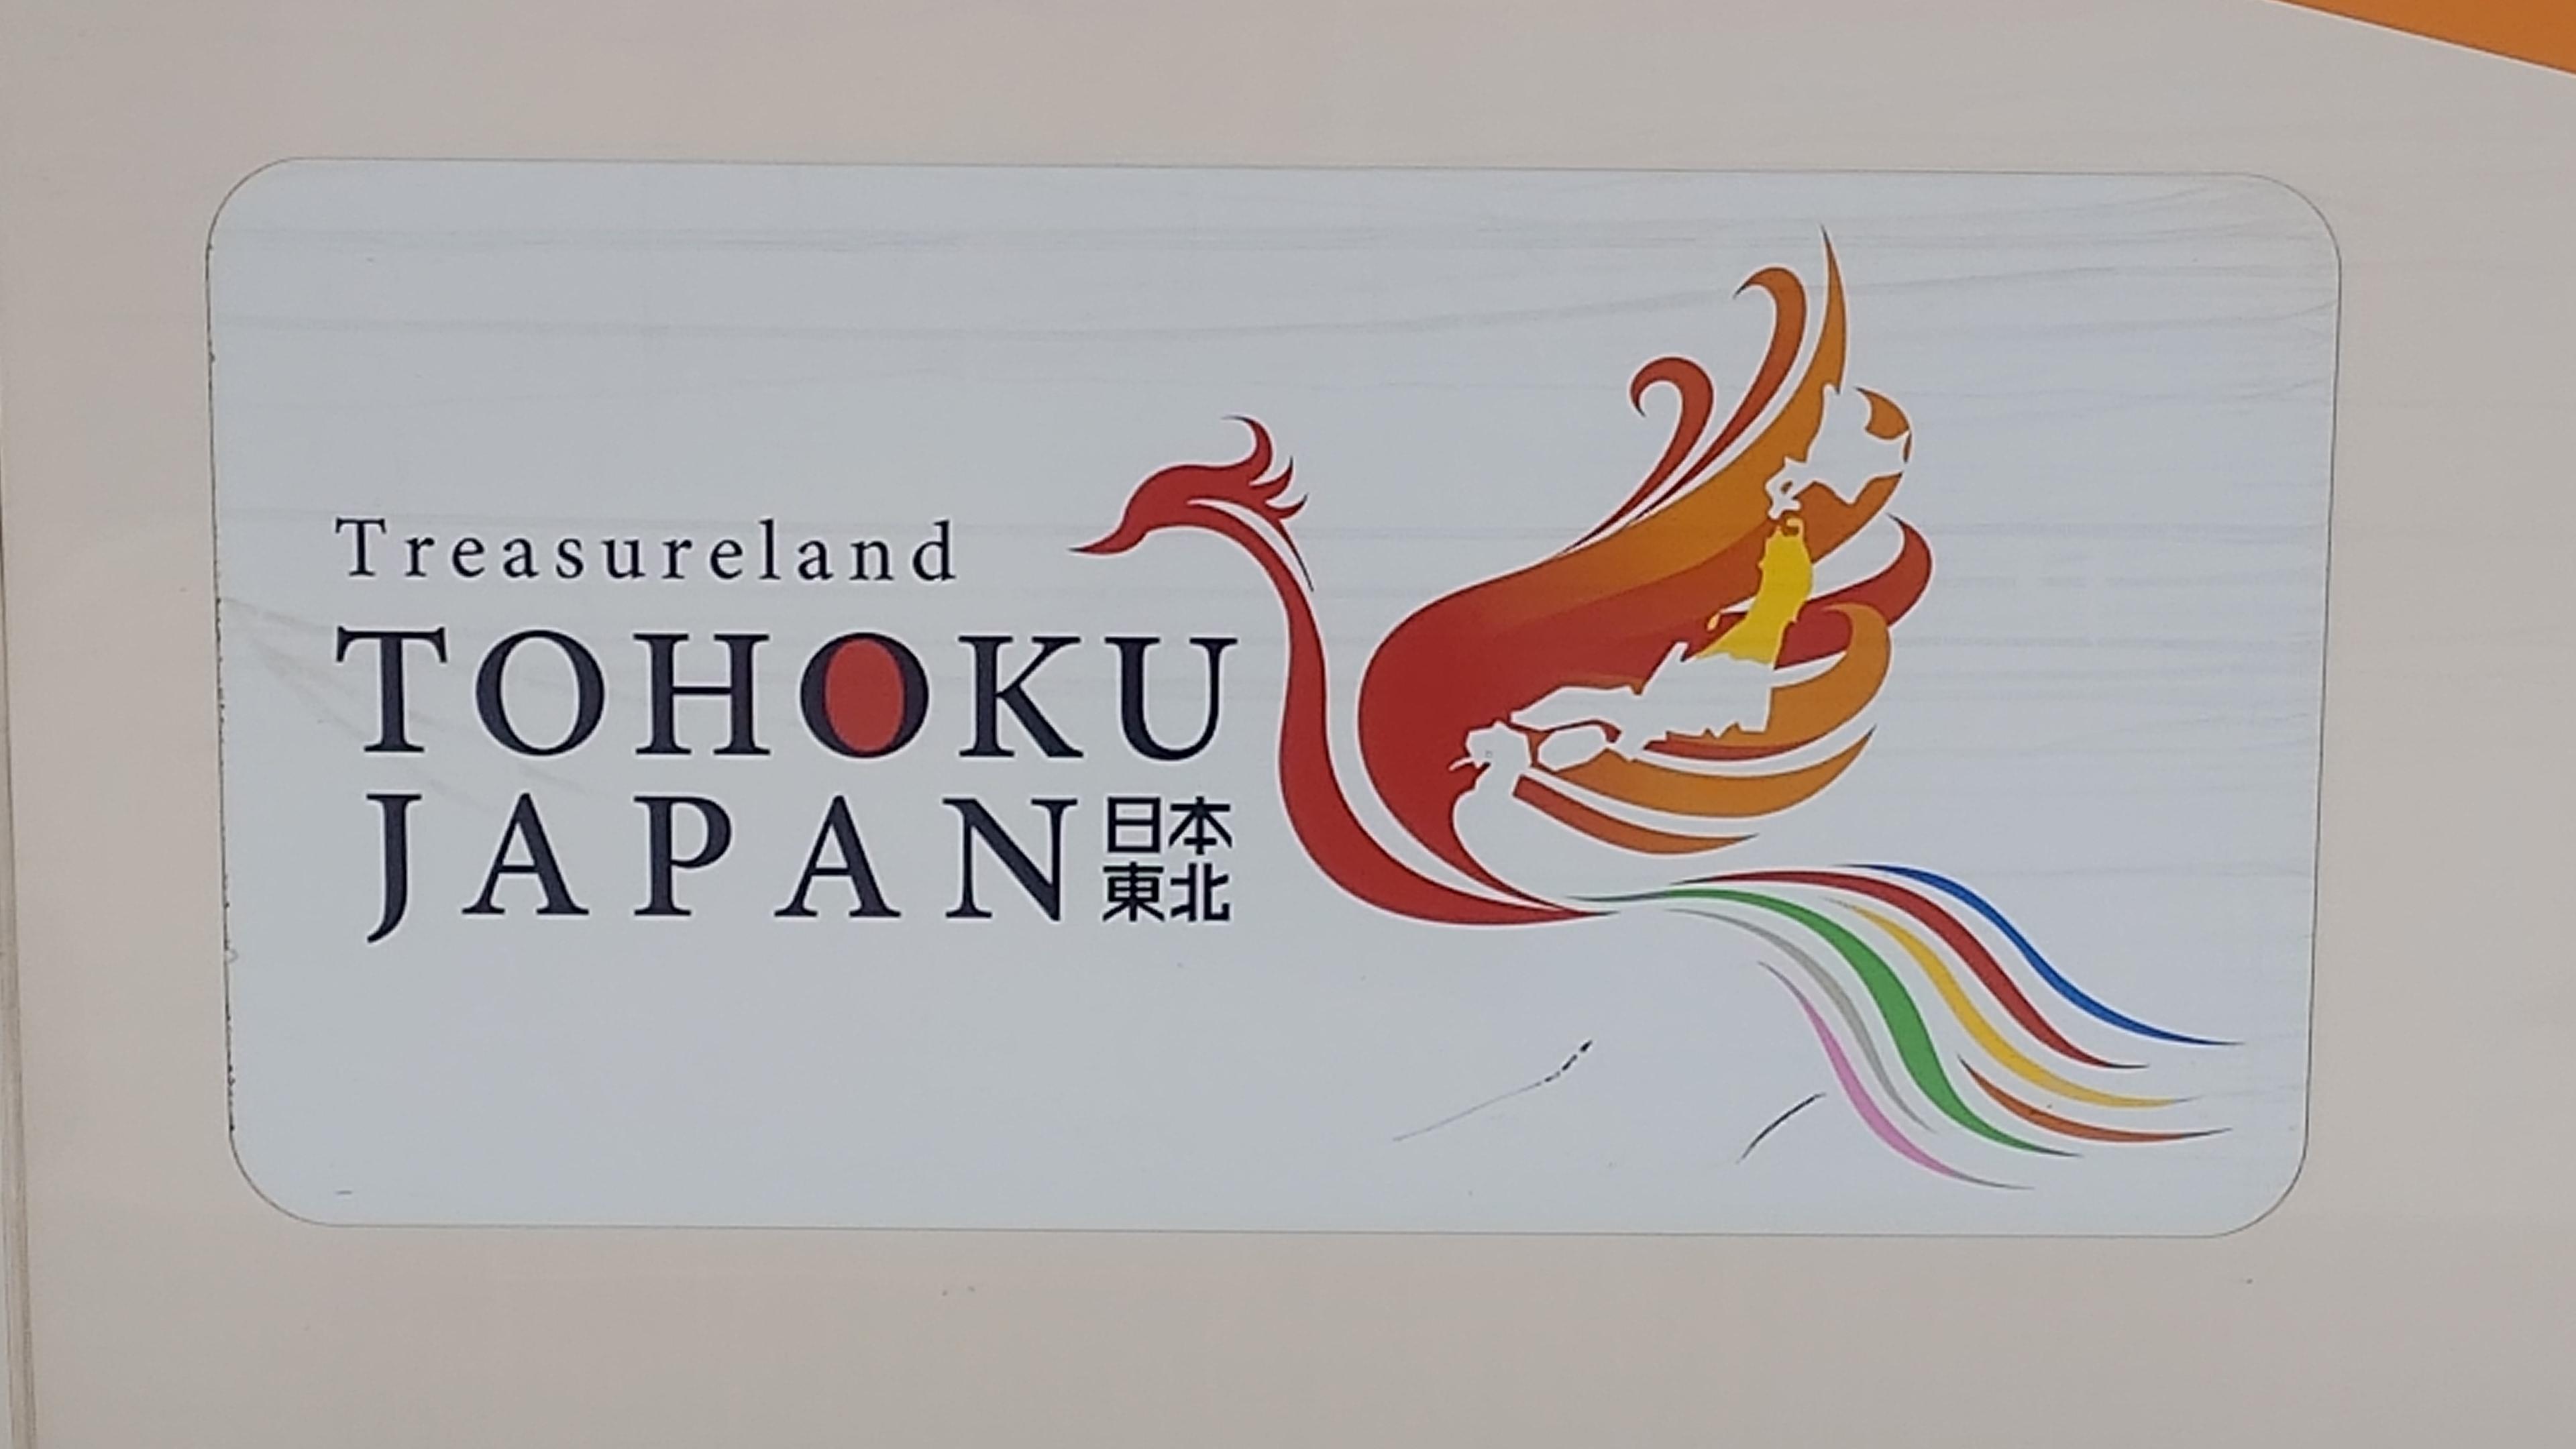 Treasureland
TOHOKU
JAPAN
日本
東北